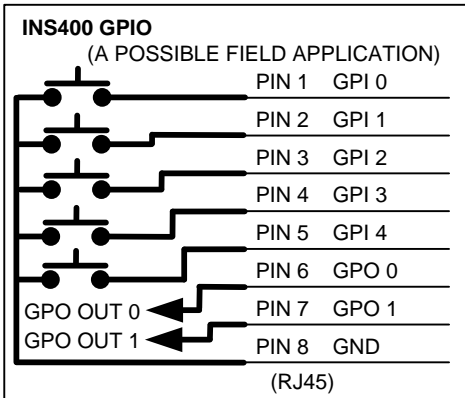 INS400 GPIO
(A POSSIBLE FIELD APPLICATION)
PIN 1 GPI 0
PIN 2 GPI 1
PIN 3 GPI 2
PIN 4 GPI 3
PIN 5 GPI 4
PIN 6 GPO 0
GPO OUT 0 PIN 7 GPO 1
GPO OUT 1 PIN 8 GND
(RJ45)